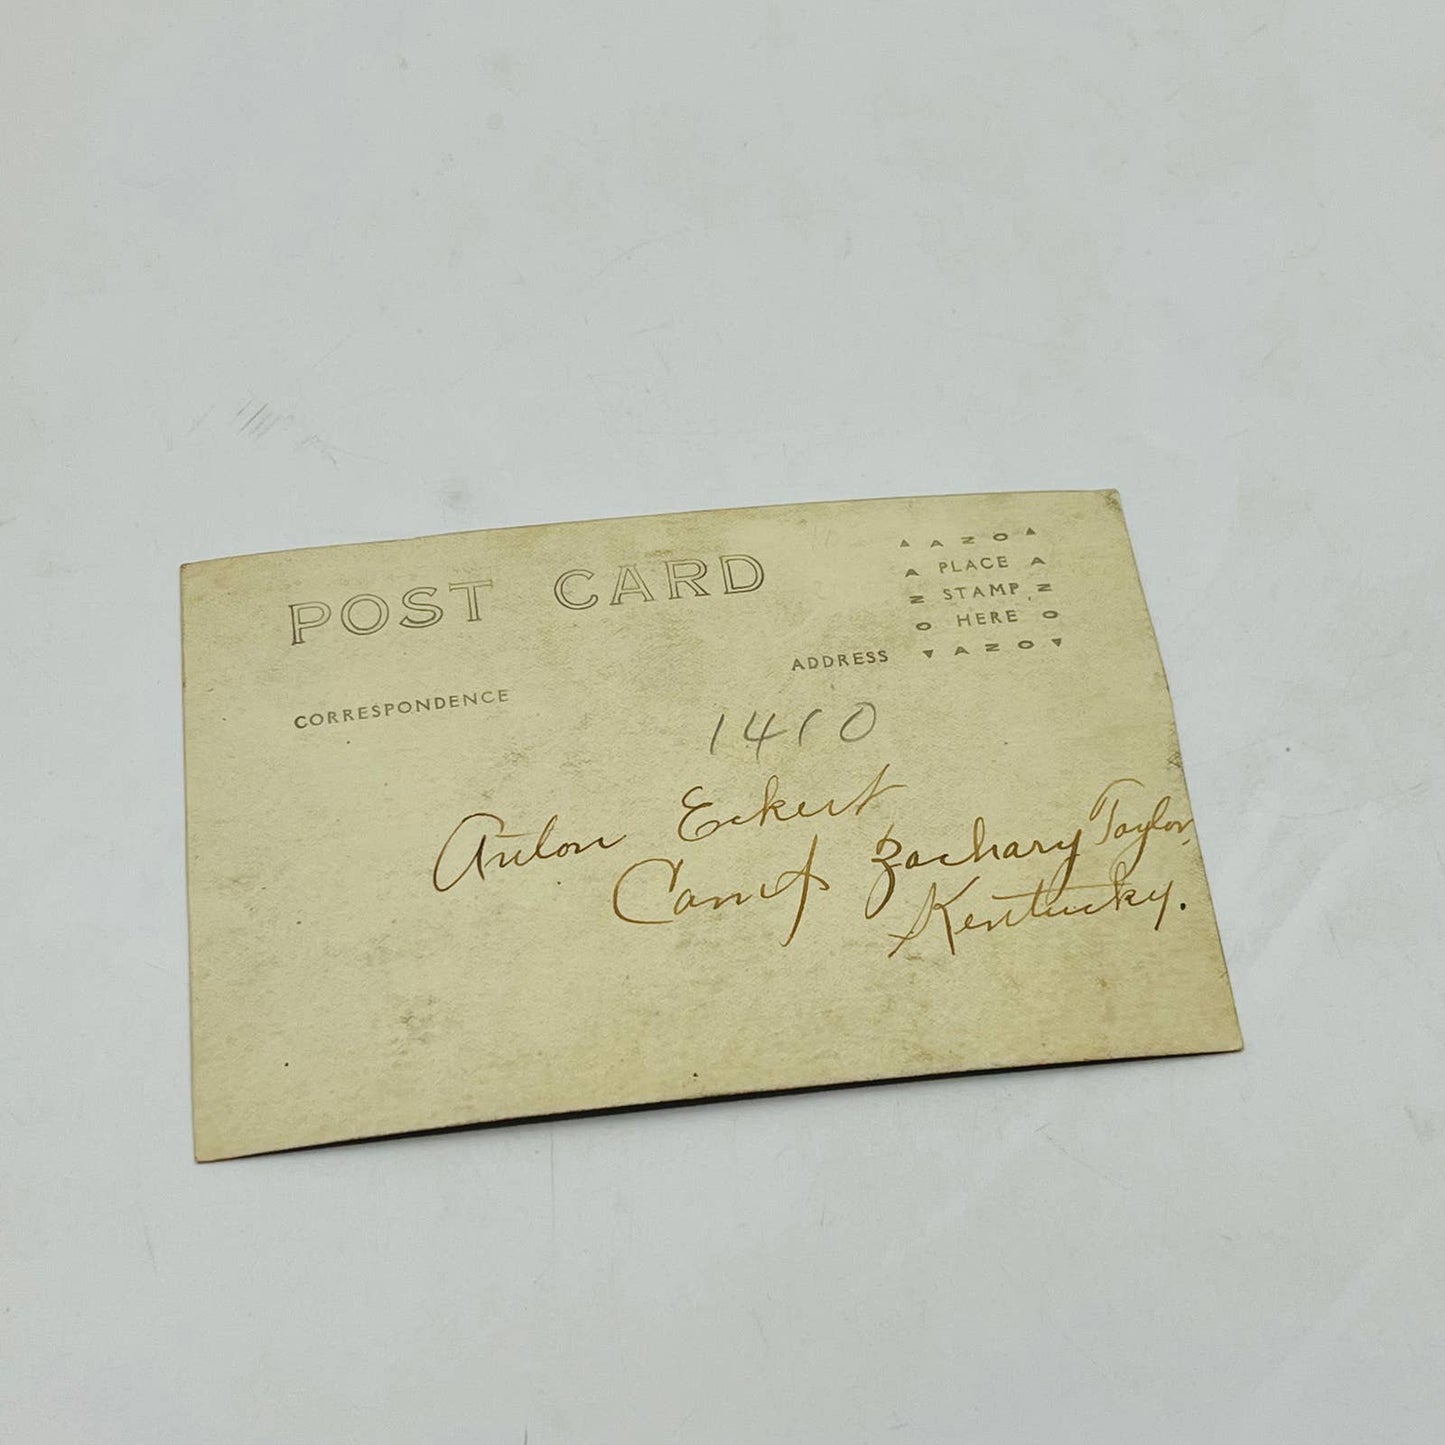 POST CARD
▲ AZO ▲
A PLACE A
Z STAMP Z
O HERE O
▼ AZO ▼
CORRESPONDENCE
ADDRESS
1410
Anton Eckert
Camp Zachary Taylor,
Kentucky.